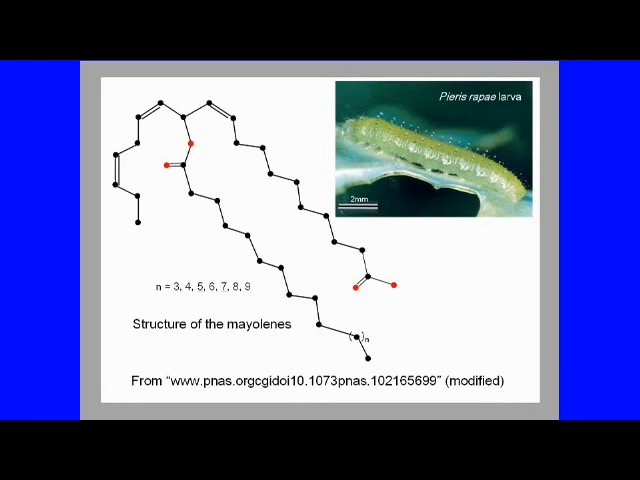 Pieris rapae larva
2mm
( )n
n = 3, 4, 5, 6, 7, 8, 9
Structure of the mayolenes
From “www.pnas.orgcgidoi10.1073pnas.102165699” (modified)